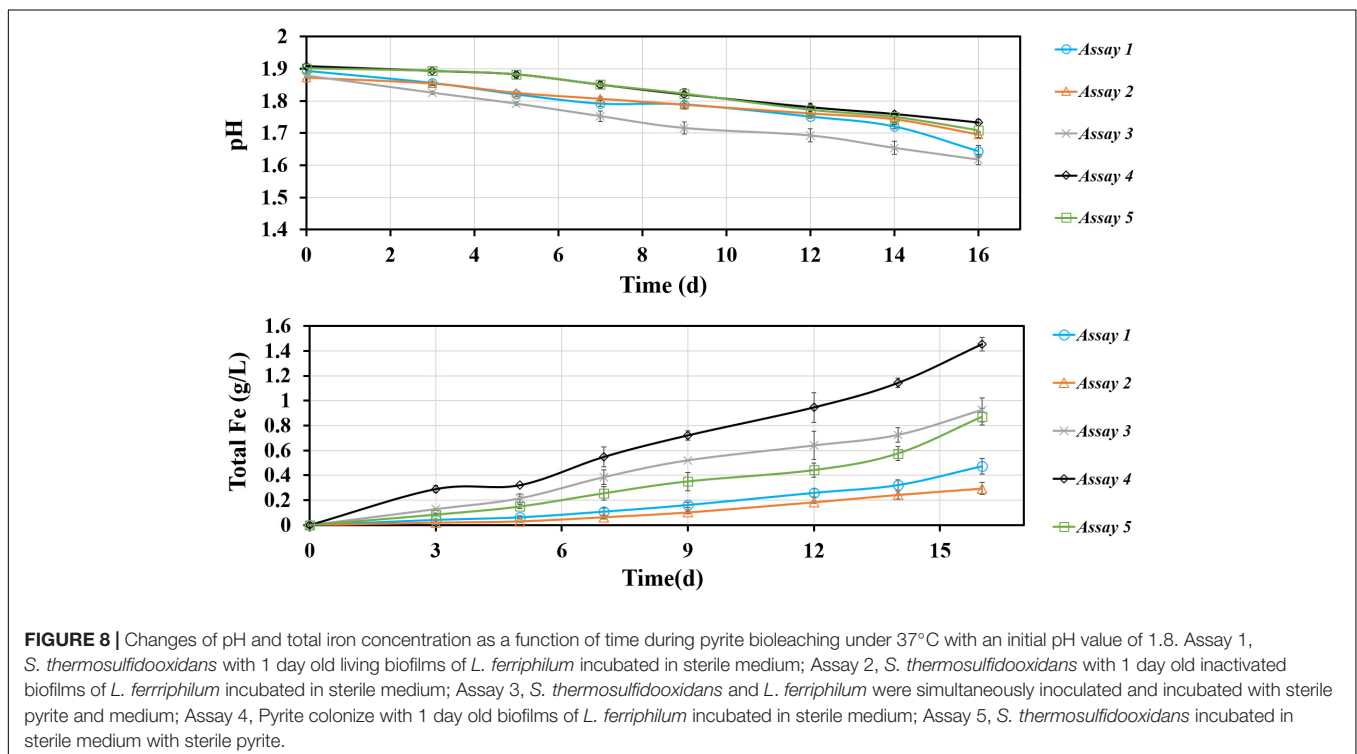 2
1.9
1.8
1.7
1.6
1.5
1.4
pH
0 2 4 6 8 10 12 14 16
Time (d)
Assay 1
Assay 2
Assay 3
Assay 4
Assay 5
1.6
1.4
1.2
1
0.8
0.6
0.4
0.2
0
Total Fe (g/L)
0 3 6 9 12 15
Time(d)
Assay 1
Assay 2
Assay 3
Assay 4
Assay 5
FIGURE 8 | Changes of pH and total iron concentration as a function of time during pyrite bioleaching under 37°C with an initial pH value of 1.8. Assay 1,
S. thermosulfidooxidans with 1 day old living biofilms of L. ferriphilum incubated in sterile medium; Assay 2, S. thermosulfidooxidans with 1 day old inactivated
biofilms of L. ferrriphilum incubated in sterile medium; Assay 3, S. thermosulfidooxidans and L. ferriphilum were simultaneously inoculated and incubated with sterile
pyrite and medium; Assay 4, Pyrite colonize with 1 day old biofilms of L. ferriphilum incubated in sterile medium; Assay 5, S. thermosulfidooxidans incubated in
sterile medium with sterile pyrite.